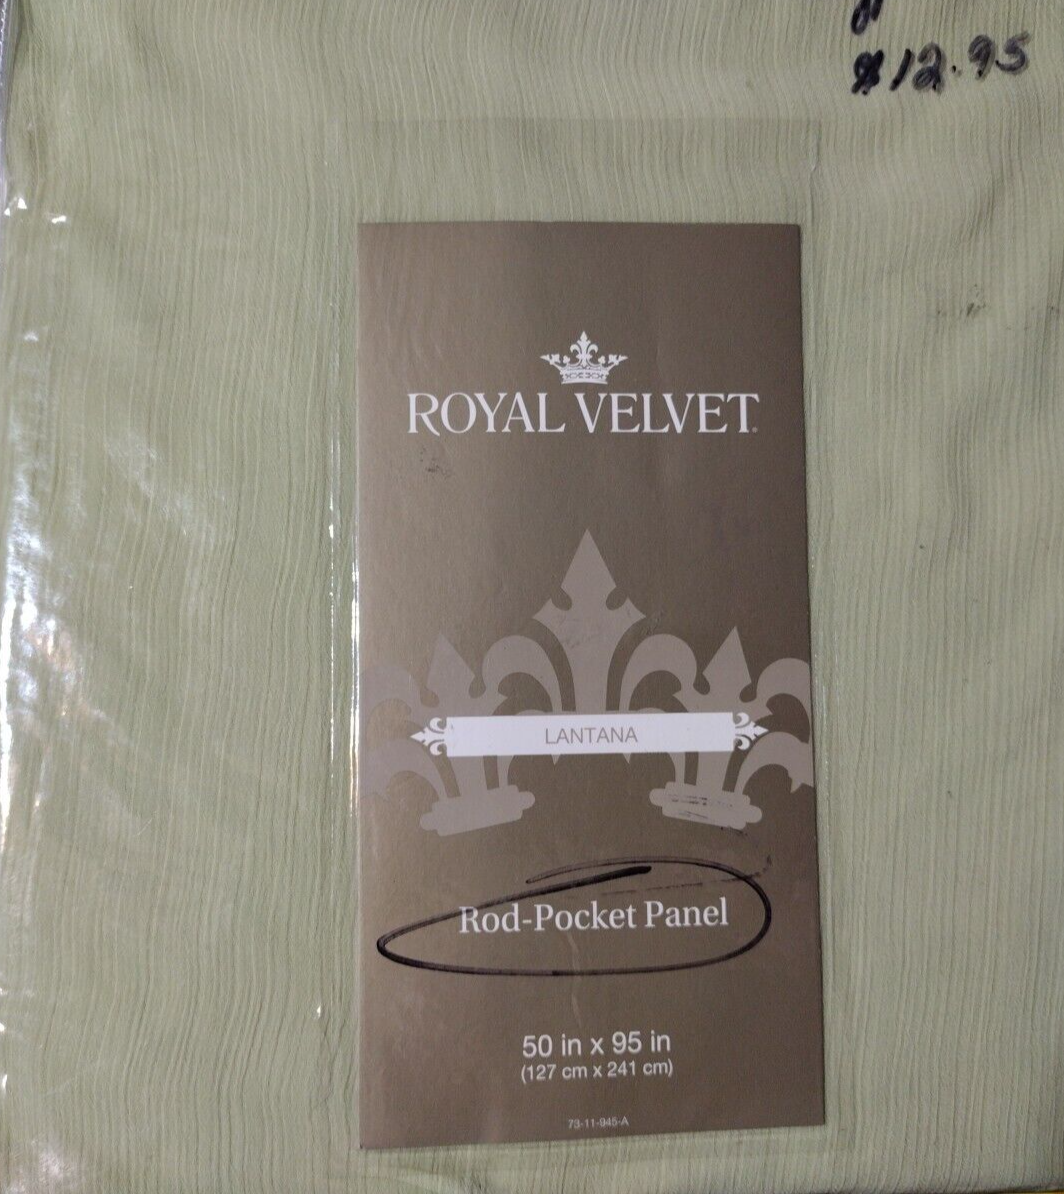 $12.95
ROYAL VELVET
LANTANA
Rod-Pocket Panel
50 in x 95 in
(127 cm x 241 cm)
73-11-945-A